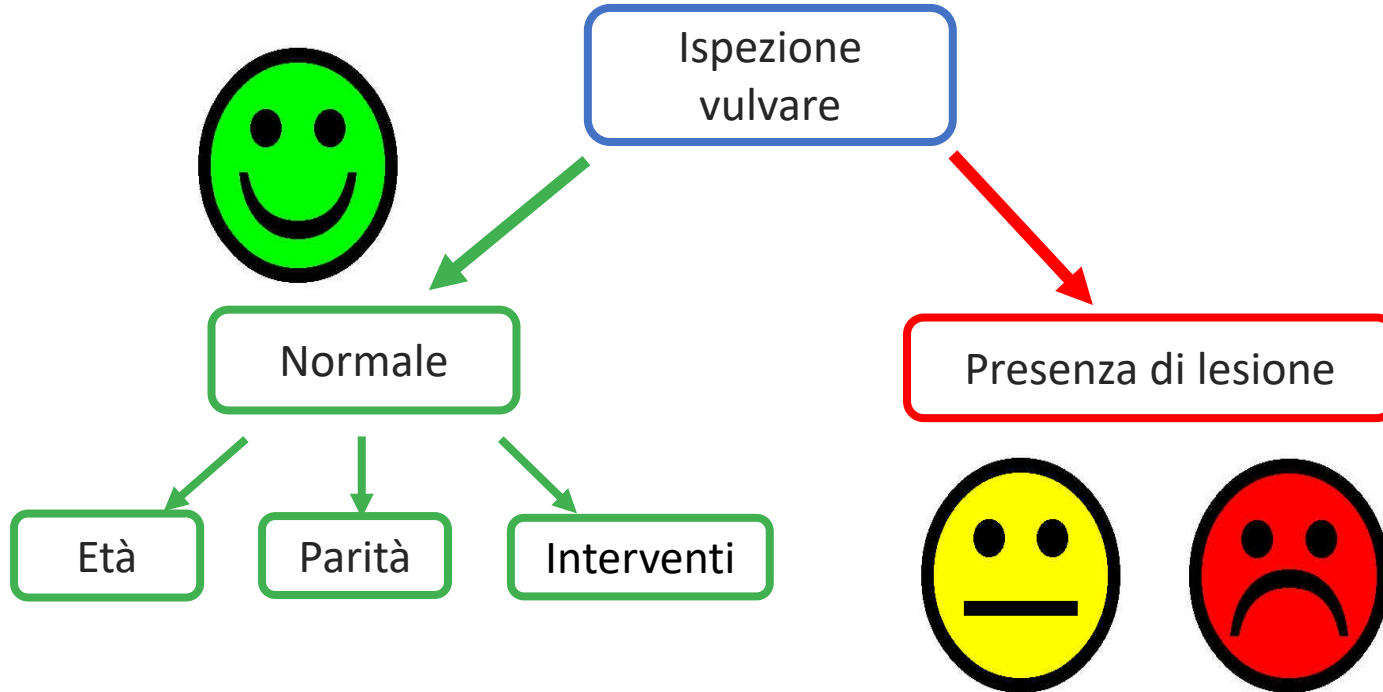 Ispezione
vulvare
Normale
Presenza di lesione
Età
Parità
Interventi